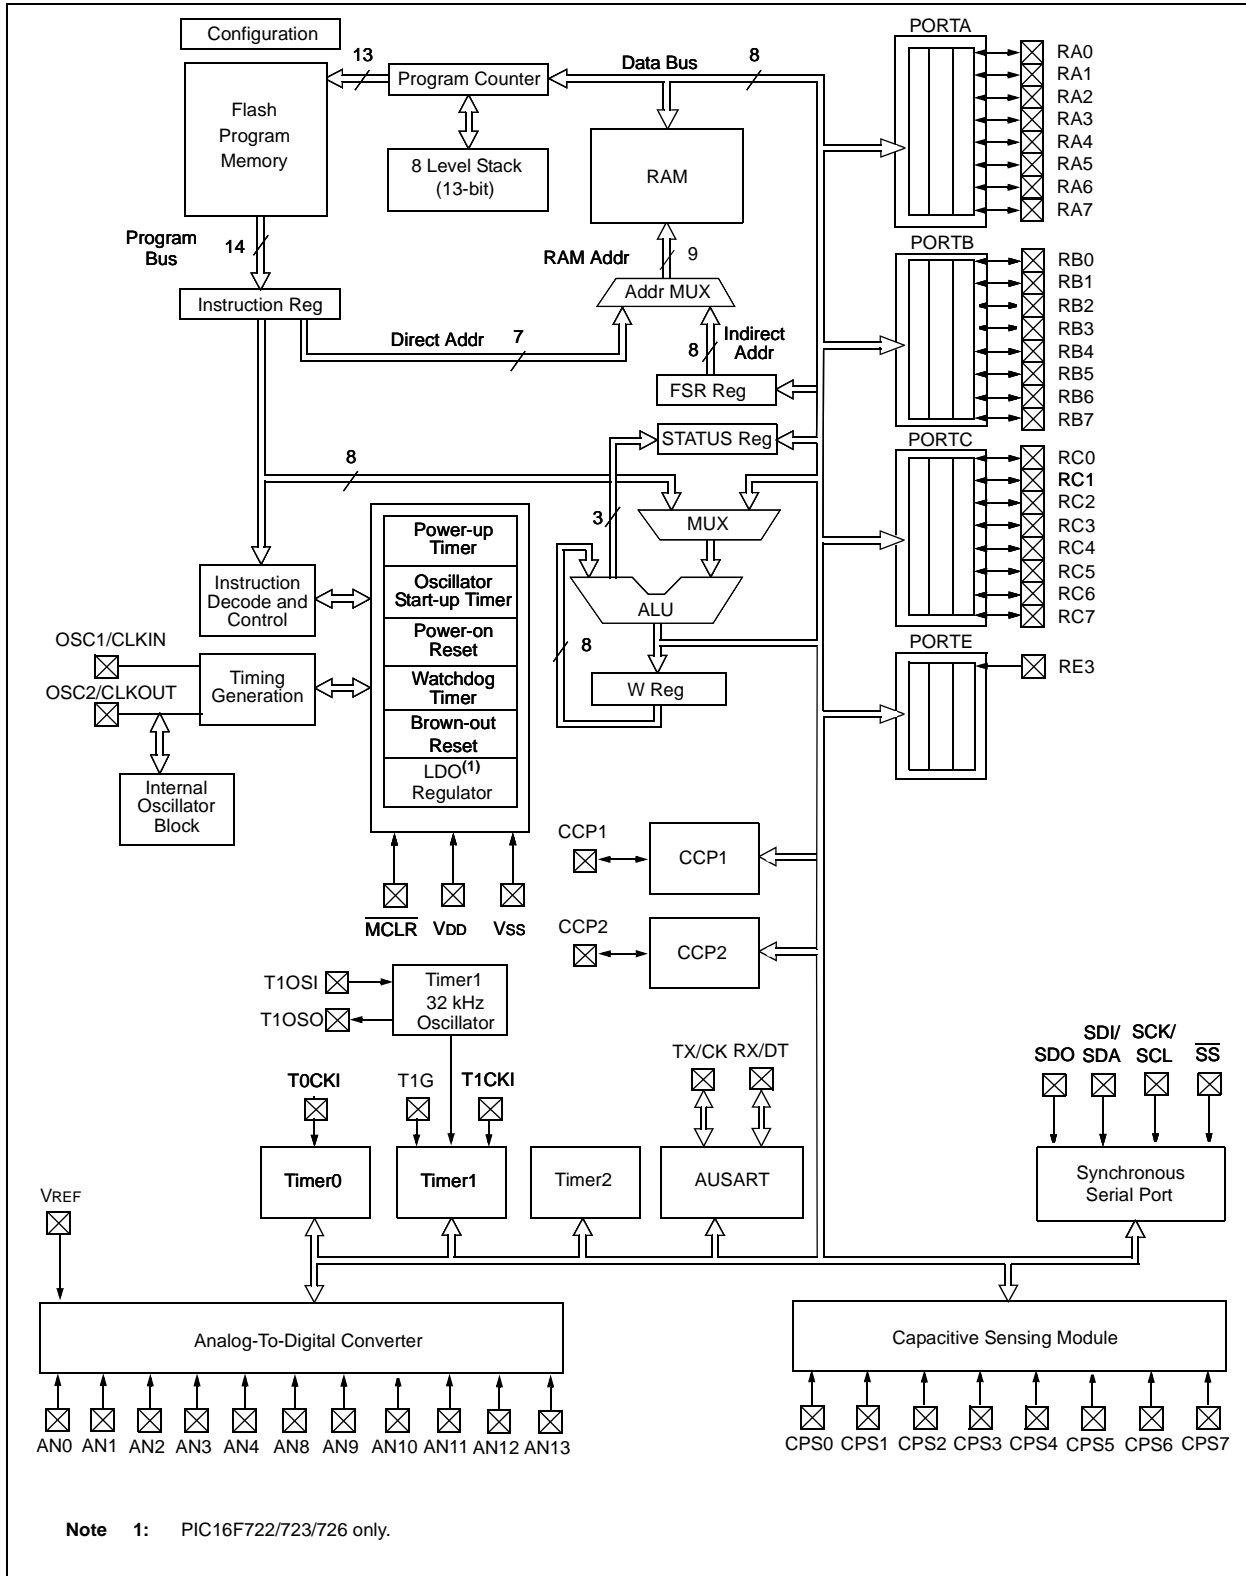 Configuration
PORTA
13
Program Counter
Data Bus
8
Flash
Program
Memory
8 Level Stack
(13-bit)
RAM
RA0
RA1
RA2
RA3
RA4
RA5
RA6
RA7
Program
Bus
14
RAM Addr
9
PORTB
Instruction Reg
Addr MUX
Direct Addr
7
Indirect
Addr
8
FSR Reg
RB0
RB1
RB2
RB3
RB4
RB5
RB6
RB7
STATUS Reg
PORTC
8
3
MUX
RC0
RC1
RC2
RC3
RC4
RC5
RC6
RC7
Power-up
Timer
Oscillator
Start-up Timer
Power-on
Reset
Watchdog
Timer
Brown-out
Reset
LDO(1)
Regulator
Instruction
Decode and
Control
ALU
8
W Reg
PORTE
RE3
OSC1/CLKIN
OSC2/CLKOUT
Timing
Generation
Internal
Oscillator
Block
MCLR
VDD
VSS
CCP1
CCP1
CCP2
CCP2
T1OSI
T1OSO
Timer1
32 kHz
Oscillator
T0CKI
T1G
T1CKI
TX/CK
RX/DT
SDO
SDI/
SDA
SCK/
SCL
SS
Timer0
Timer1
Timer2
AUSART
Synchronous
Serial Port
VREF
Analog-To-Digital Converter
Capacitive Sensing Module
AN0 AN1 AN2 AN3 AN4 AN8 AN9 AN10 AN11 AN12 AN13
CPS0 CPS1 CPS2 CPS3 CPS4 CPS5 CPS6 CPS7
Note 1: PIC16F722/723/726 only.